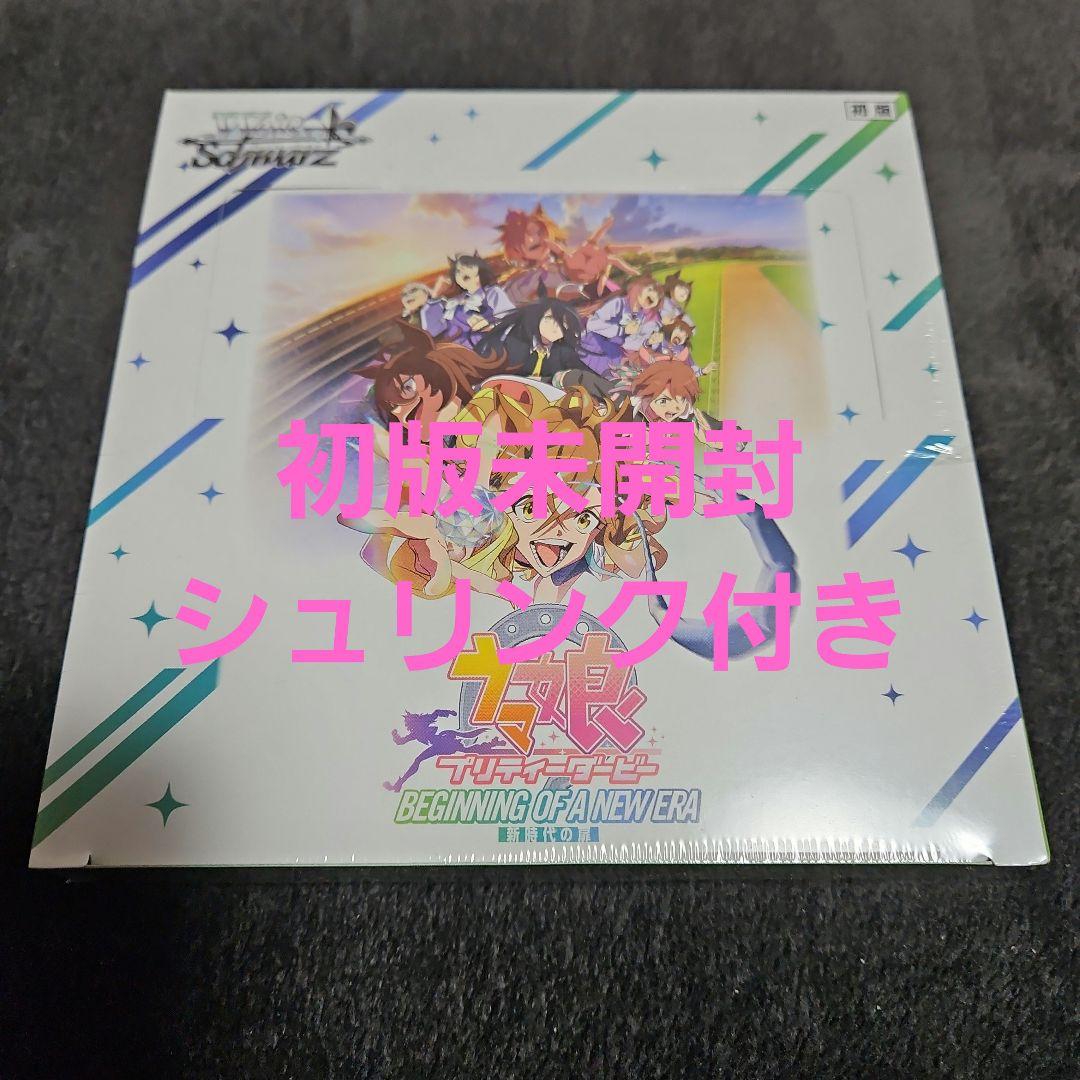 Weiß
Schwarz
初版
初版未開封
シュリンク付き
ウマ娘
プリティーダービー
BEGINNING OF A NEW ERA
新時代の扉